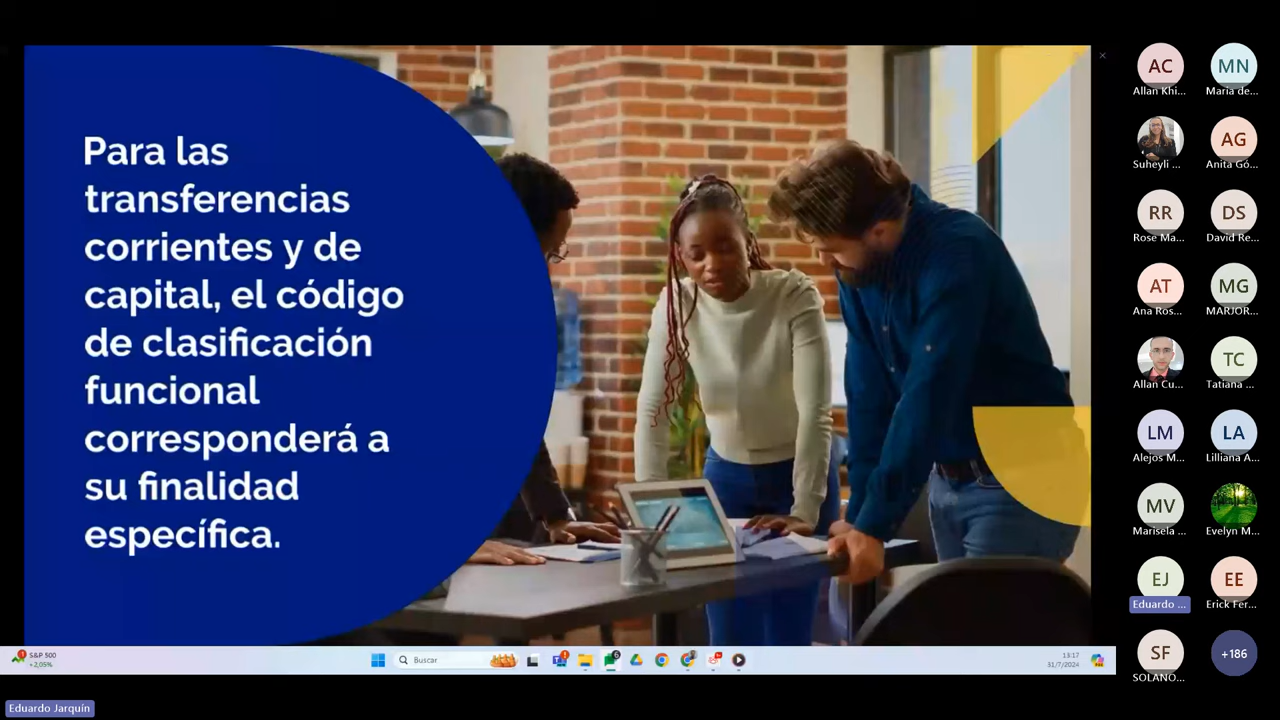 Para las
transferencias
corrientes y de
capital, el código
de clasificación
funcional
corresponderá a
su finalidad
específica.
AC
Allan Khi...
MN
Maria de...
Suheyli ...
AG
Anita Gó...
RR
Rose Ma...
DS
David Re...
AT
Ana Ros...
MG
MARJOR...
Allan Cu...
TC
Tatiana ...
LM
Alejos M...
LA
Lilliana A...
MV
Marisela ...
Evelyn M...
EJ
Eduardo ...
EE
Erick Fer...
SF
SOLANO...
+186
S&P 500
+2,05%
Buscar
13:17
31/7/2024
Eduardo Jarquín